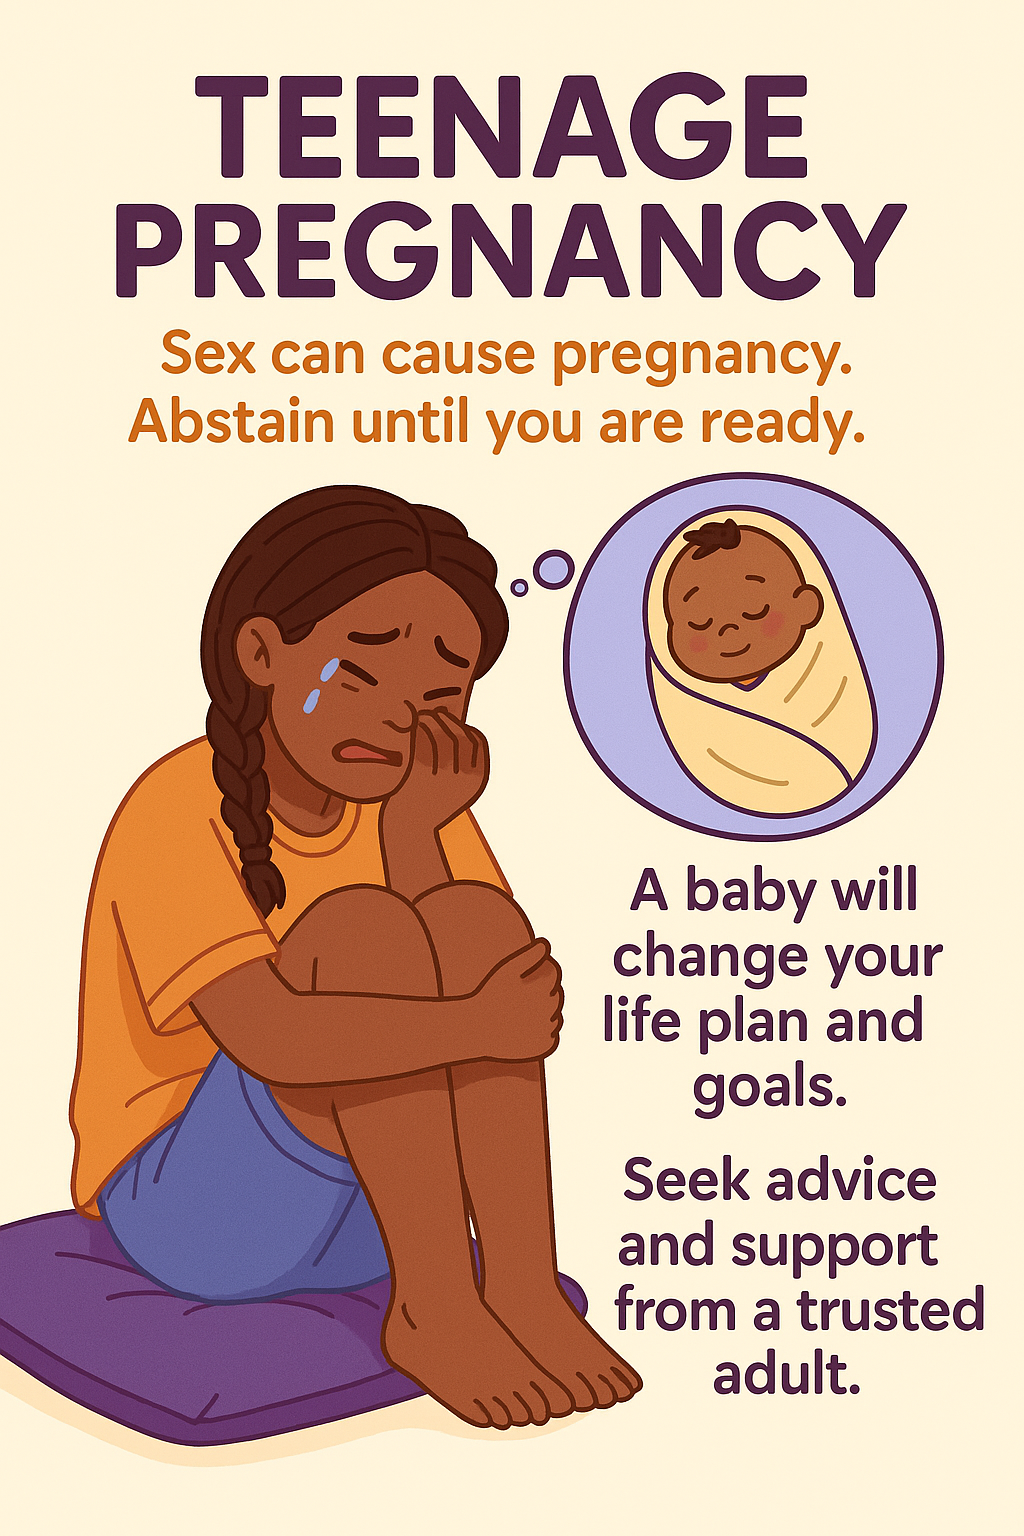 TEENAGE
PREGNANCY
Sex can cause pregnancy.
Abstain until you are ready.
A baby will
change your
life plan and
goals.
Seek advice
and support
from a trusted
adult.